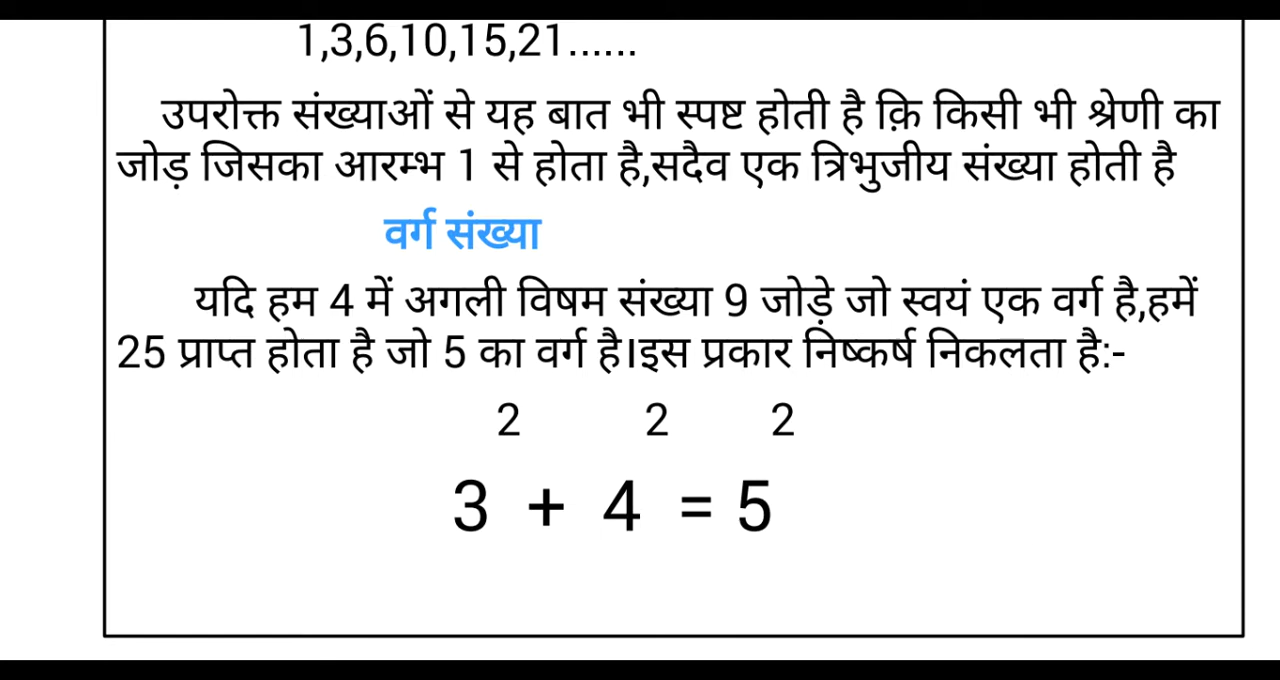 1,3,6,10,15,21......
उपरोक्त संख्याओं से यह बात भी स्पष्ट होती है क़ि किसी भी श्रेणी का
जोड़ जिसका आरम्भ 1 से होता है,सदैव एक त्रिभुजीय संख्या होती है
वर्ग संख्या
यदि हम 4 में अगली विषम संख्या 9 जोड़े जो स्वयं एक वर्ग है,हमें
25 प्राप्त होता है जो 5 का वर्ग है।इस प्रकार निष्कर्ष निकलता है:-
2 2 2
3 + 4 = 5